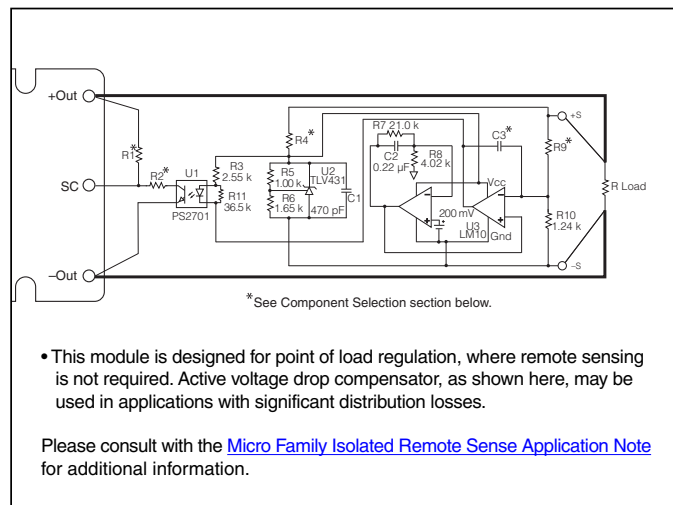 +Out
SC
–Out
R1*
R2*
U1
PS2701
R3
2.55 k
R11
36.5 k
R4*
R5
1.00 k
R6
1.65 k
U2
TLV431
470 pF
C1
R7 21.0 k
C2
0.22 µF
R8
4.02 k
C3*
Vcc
200 mV
U3
LM10
Gnd
+S
R9*
R10
1.24 k
–S
R Load
*See Component Selection section below.
• This module is designed for point of load regulation, where remote sensing
is not required. Active voltage drop compensator, as shown here, may be
used in applications with significant distribution losses.
Please consult with the Micro Family Isolated Remote Sense Application Note
for additional information.